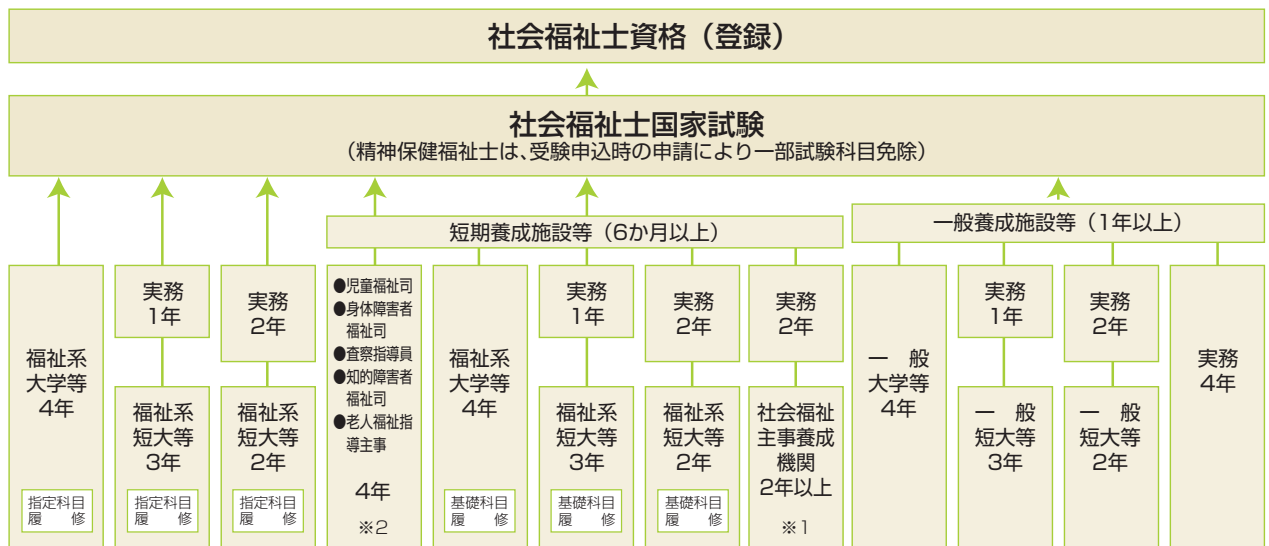 社会福祉士資格（登録）
社会福祉士国家試験
（精神保健福祉士は、受験申込時の申請により一部試験科目免除）
短期養成施設等（6か月以上）
一般養成施設等（1年以上）
福祉系
大学等
4年
指定科目
履　修
実務
1年
福祉系
短大等
3年
指定科目
履　修
実務
2年
福祉系
短大等
2年
指定科目
履　修
●児童福祉司
●身体障害者
福祉司
●査察指導員
●知的障害者
福祉司
●老人福祉指
導主事
4年
※2
福祉系
大学等
4年
基礎科目
履　修
実務
1年
福祉系
短大等
3年
基礎科目
履　修
実務
2年
福祉系
短大等
2年
基礎科目
履　修
実務
2年
社会福祉
主事養成
機関
2年以上
※1
一　般
大学等
4年
実務
1年
一　般
短大等
3年
実務
2年
一　般
短大等
2年
実務
4年